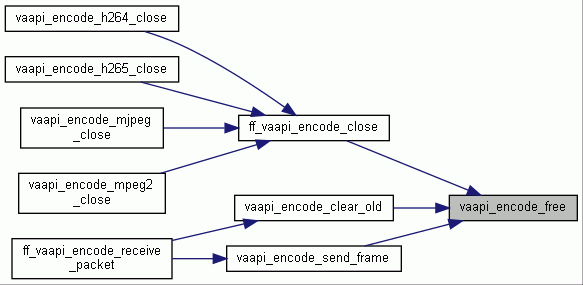 vaapi_encode_h264_close
vaapi_encode_h265_close
vaapi_encode_mjpeg
_close
ff_vaapi_encode_close
vaapi_encode_mpeg2
_close
vaapi_encode_clear_old
vaapi_encode_free
ff_vaapi_encode_receive
_packet
vaapi_encode_send_frame